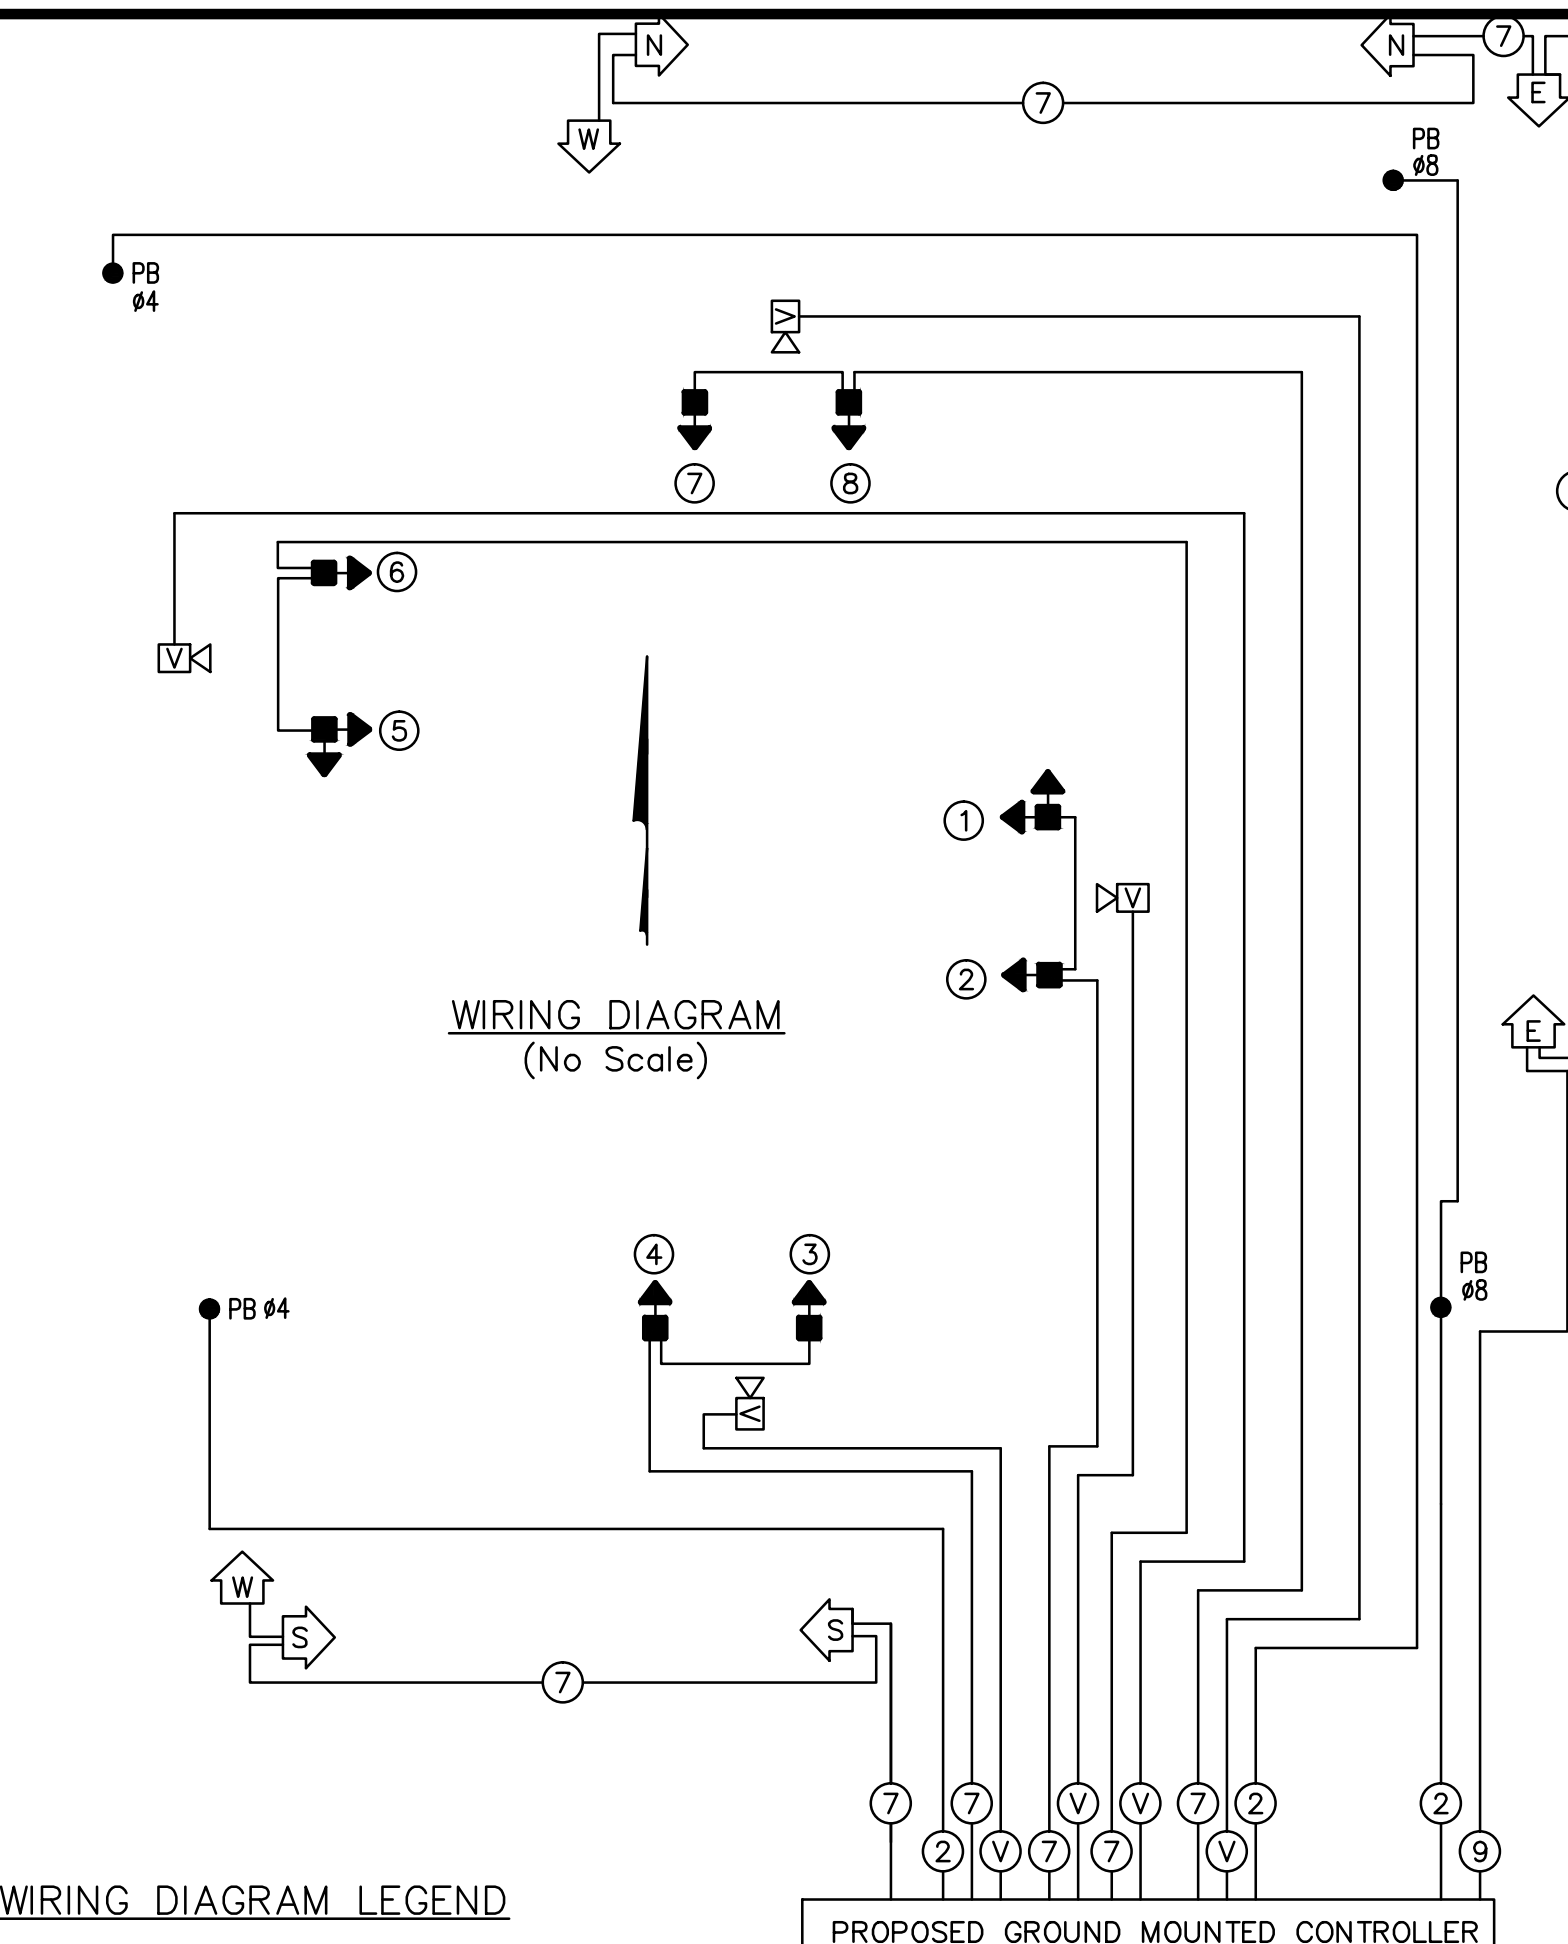 N
N
7
E
7
W
PB
ø8
PB
ø4
V
7
8
6
V
5
1
V
2
WIRING DIAGRAM
(No Scale)
E
4
3
PB
ø8
PB ø4
V
W
S
S
7
7
7
V
V
7
2
2
2
V
7
7
V
9
WIRING DIAGRAM LEGEND
PROPOSED GROUND MOUNTED CONTROLLER